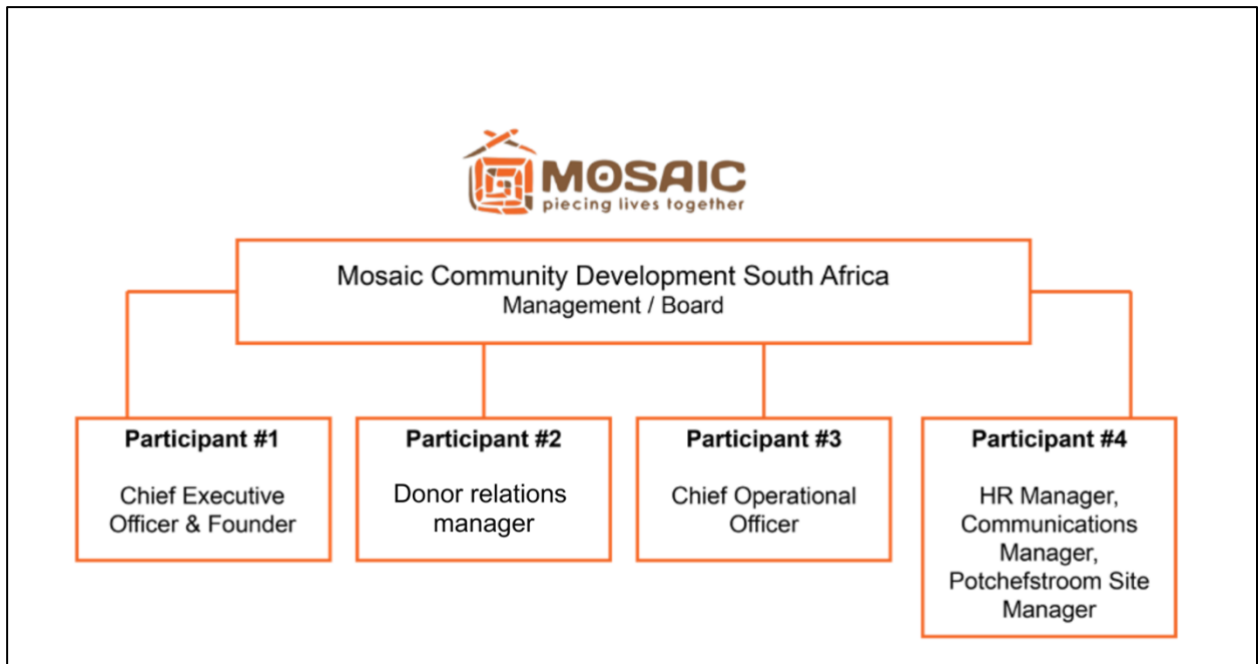 MOSAIC
piecing lives together
Mosaic Community Development South Africa
Management / Board
Participant #1
Chief Executive
Officer & Founder
Participant #2
Donor relations
manager
Participant #3
Chief Operational
Officer
Participant #4
HR Manager,
Communications
Manager,
Potchefstroom Site
Manager